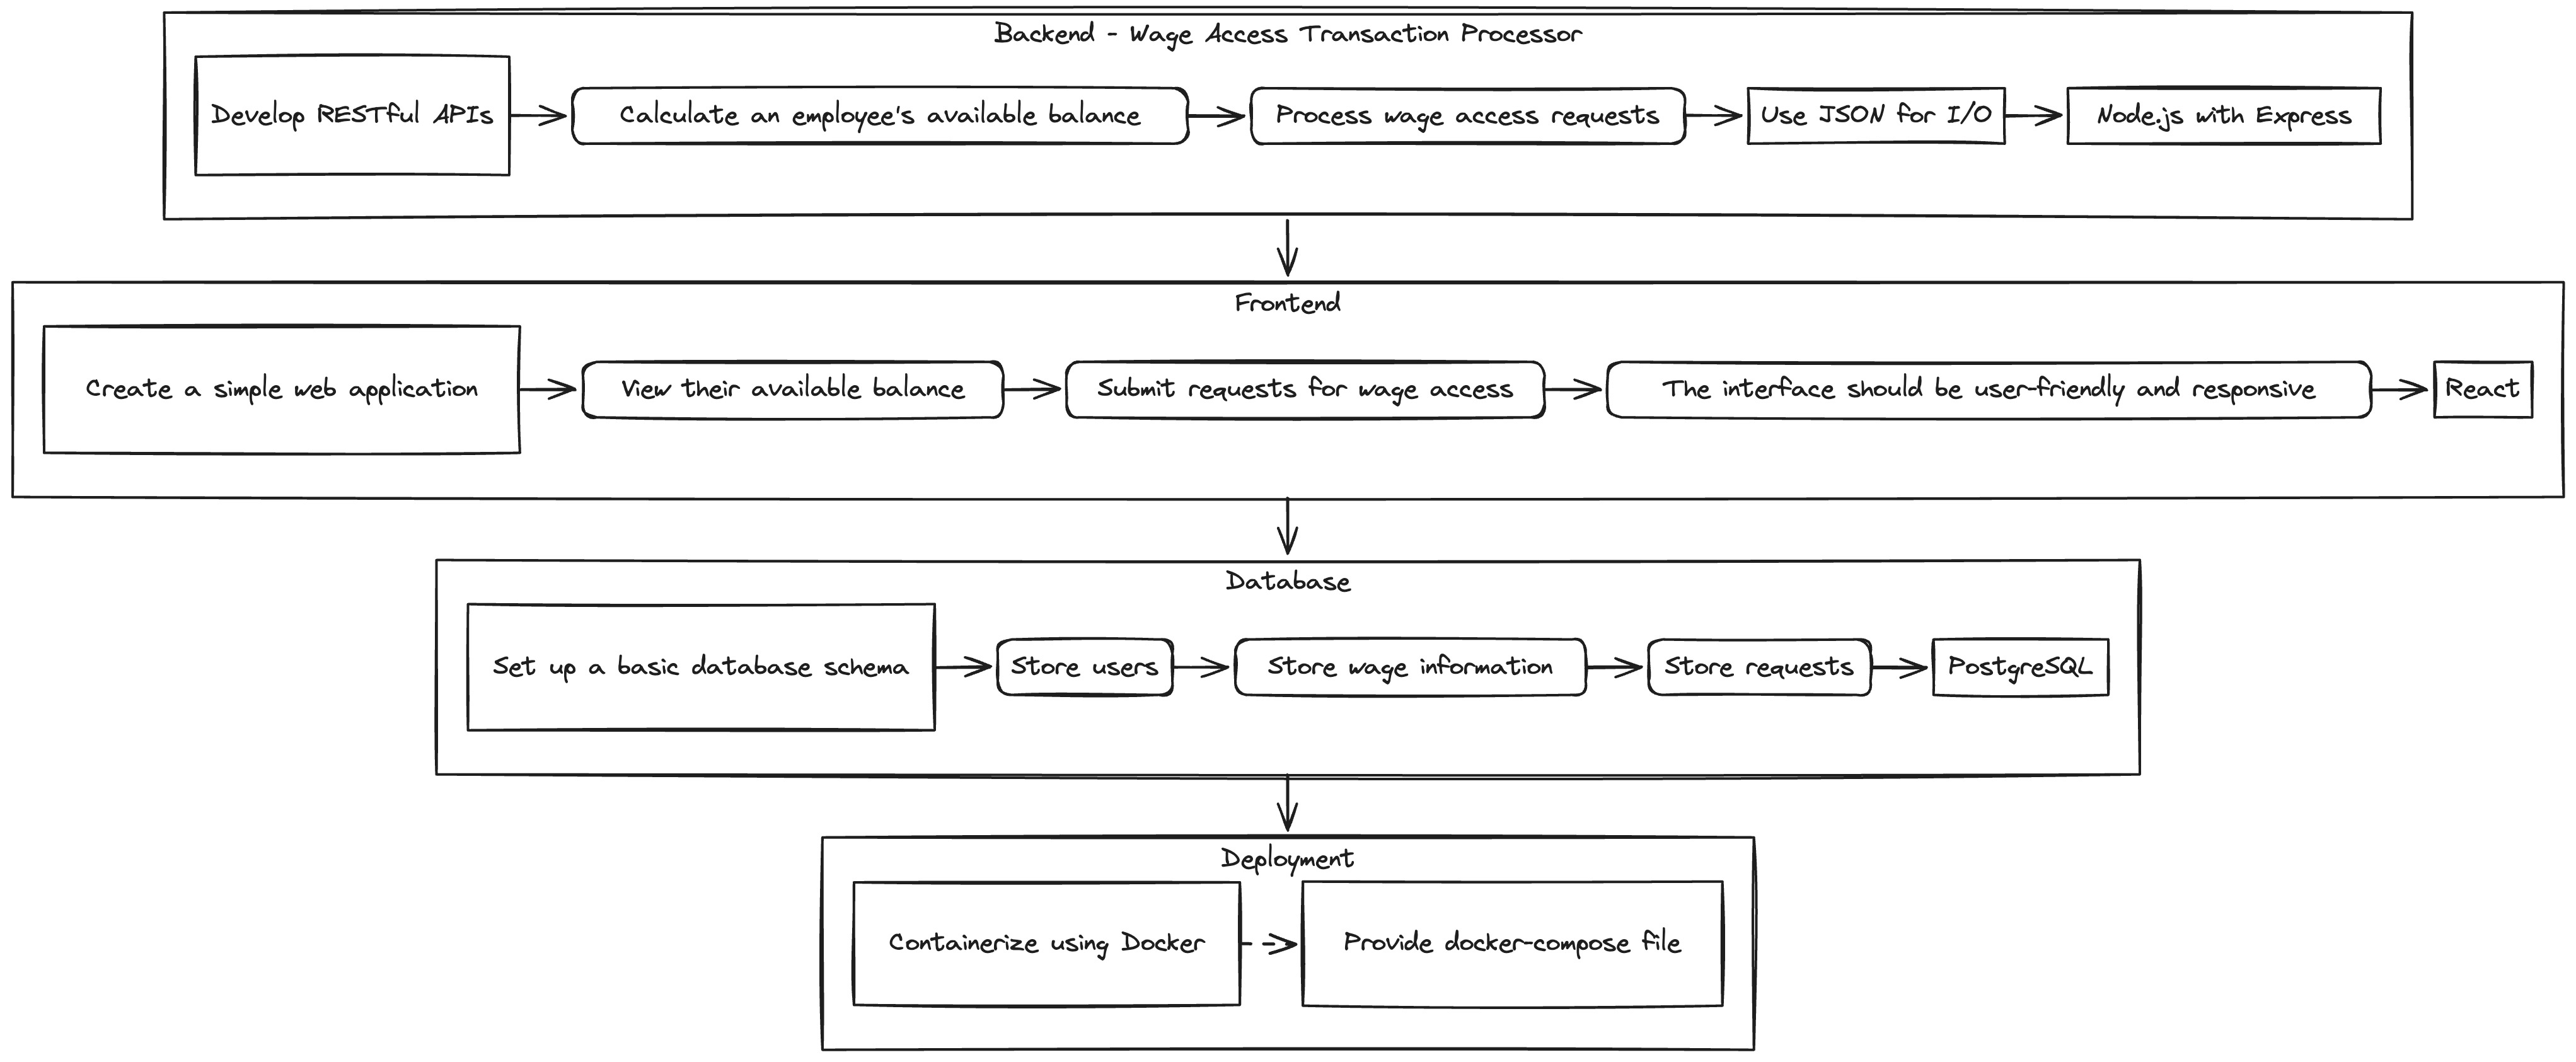 Backend - Wage Access Transaction Processor
Develop RESTful APIs
Calculate an employee's available balance
Process wage access requests
Use JSON for I/O
Node.js with Express
Frontend
Create a simple web application
View their available balance
Submit requests for wage access
The interface should be user-friendly and responsive
React
Database
Set up a basic database schema
Store users
Store wage information
Store requests
PostgreSQL
Deployment
Containerize using Docker
Provide docker-compose file